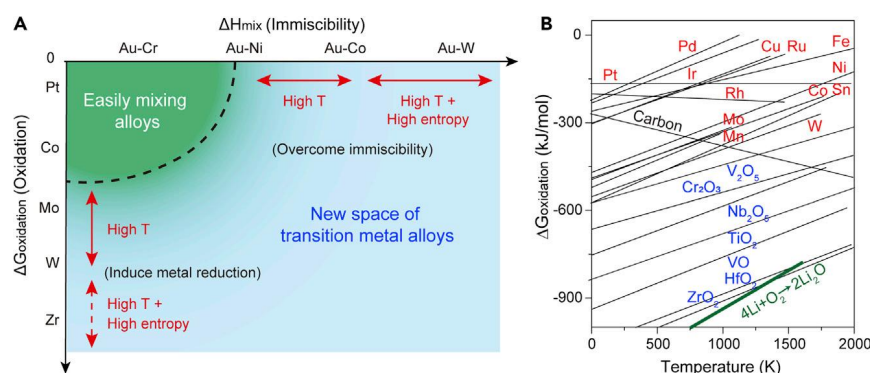 A
ΔHmix (Immiscibility)
Au-Cr Au-Ni Au-Co Au-W
0
Pt
Co
Mo
W
Zr
ΔGoxidation (Oxidation)
Easily mixing
alloys
High T
High T +
High entropy
(Overcome immiscibility)
High T
New space of
transition metal alloys
(Induce metal reduction)
High T +
High entropy
B
0
-300
-600
-900
ΔGoxidation (kJ/mol)
Pd Cu Ru Fe
Pt Ir Ni
Rh Co Sn
Carbon Mo
Mn W
V₂O₅
Cr₂O₃
Nb₂O₅
TiO₂
VO
HfO₂
ZrO₂
4Li+O₂→2Li₂O
0 500 1000 1500 2000
Temperature (K)